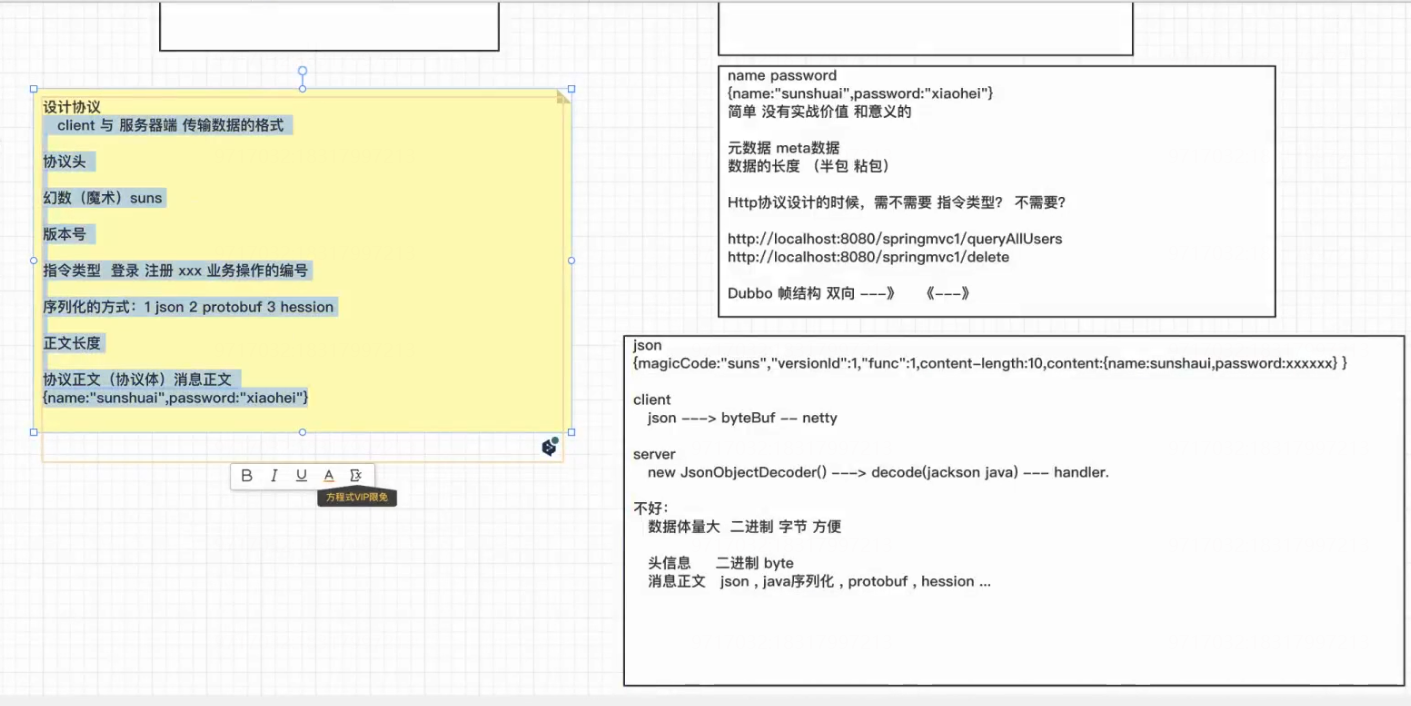 设计协议
client 与 服务器端 传输数据的格式
协议头
幻数（魔术）suns
版本号
指令类型 登录 注册 xxx 业务操作的编号
序列化的方式：1 json 2 protobuf 3 hession
正文长度
协议正文（协议体）消息正文
{name:"sunshuai",password:"xiaohei"}
B I U A
方程式VIP限免
name password
{name:"sunshuai",password:"xiaohei"}
简单 没有实战价值 和意义的
元数据 meta数据
数据的长度 （半包 粘包）
Http协议设计的时候，需不需要 指令类型？ 不需要？
http://localhost:8080/springmvc1/queryAllUsers
http://localhost:8080/springmvc1/delete
Dubbo 帧结构 双向 ---》 《---》
json
{magicCode:"suns","versionId":1,"func":1,content-length:10,content:{name:sunshaui,password:xxxxxx} }
client
json ---> byteBuf -- netty
server
new JsonObjectDecoder() ---> decode(jackson java) --- handler.
不好：
数据体量大 二进制 字节 方便
头信息 二进制 byte
消息正文 json , java序列化 , protobuf , hession ...